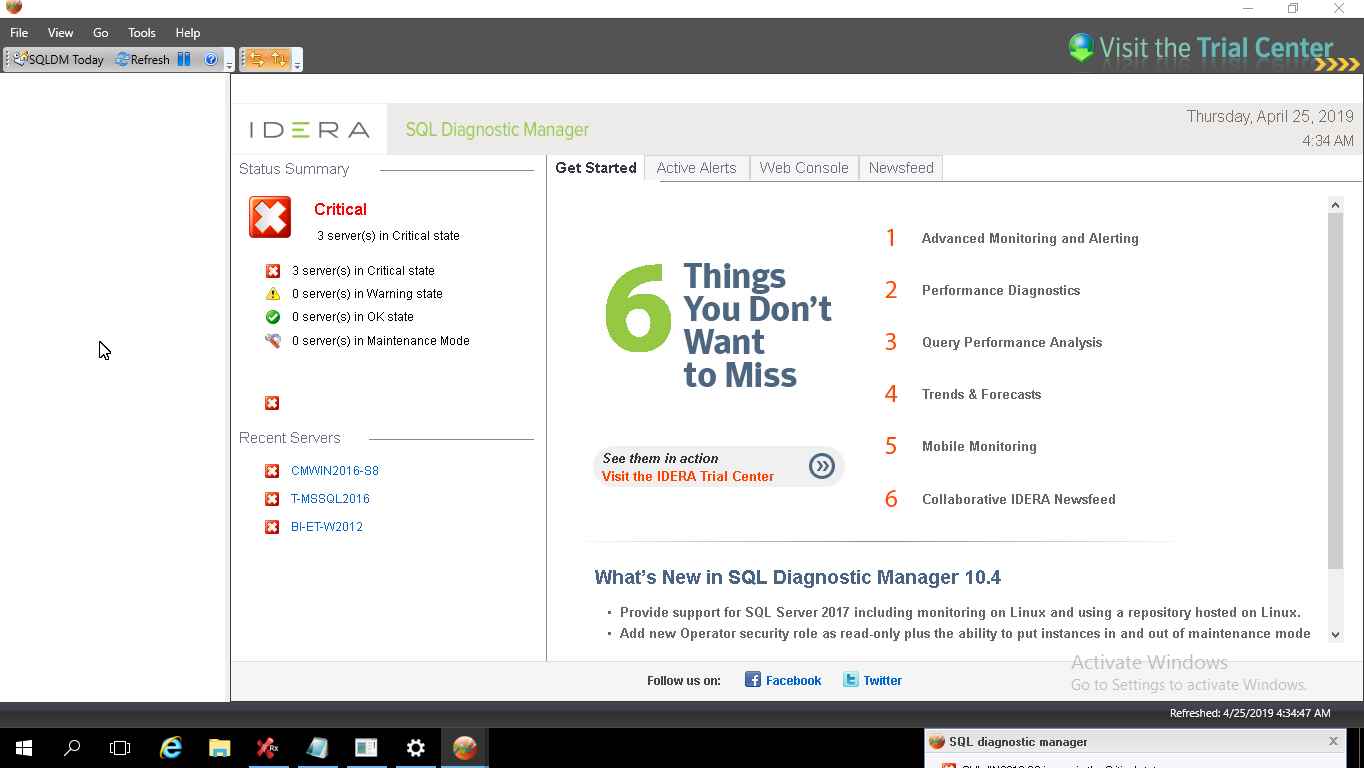 File View Go Tools Help
SQLDM Today Refresh
Visit the Trial Center
IDERA SQL Diagnostic Manager
Thursday, April 25, 2019
4:34 AM
Status Summary
Critical
3 server(s) in Critical state
3 server(s) in Critical state
0 server(s) in Warning state
0 server(s) in OK state
0 server(s) in Maintenance Mode
Recent Servers
CMWIN2016-S8
T-MSSQL2016
BI-ET-W2012
Get Started Active Alerts Web Console Newsfeed
6 Things
You Don't
Want
to Miss
See them in action
Visit the IDERA Trial Center
1 Advanced Monitoring and Alerting
2 Performance Diagnostics
3 Query Performance Analysis
4 Trends & Forecasts
5 Mobile Monitoring
6 Collaborative IDERA Newsfeed
What's New in SQL Diagnostic Manager 10.4
• Provide support for SQL Server 2017 including monitoring on Linux and using a repository hosted on Linux.
• Add new Operator security role as read-only plus the ability to put instances in and out of maintenance mode
Activate Windows
Go to Settings to activate Windows.
Follow us on: Facebook Twitter
Refreshed: 4/25/2019 4:34:47 AM
Rx
SQL diagnostic manager